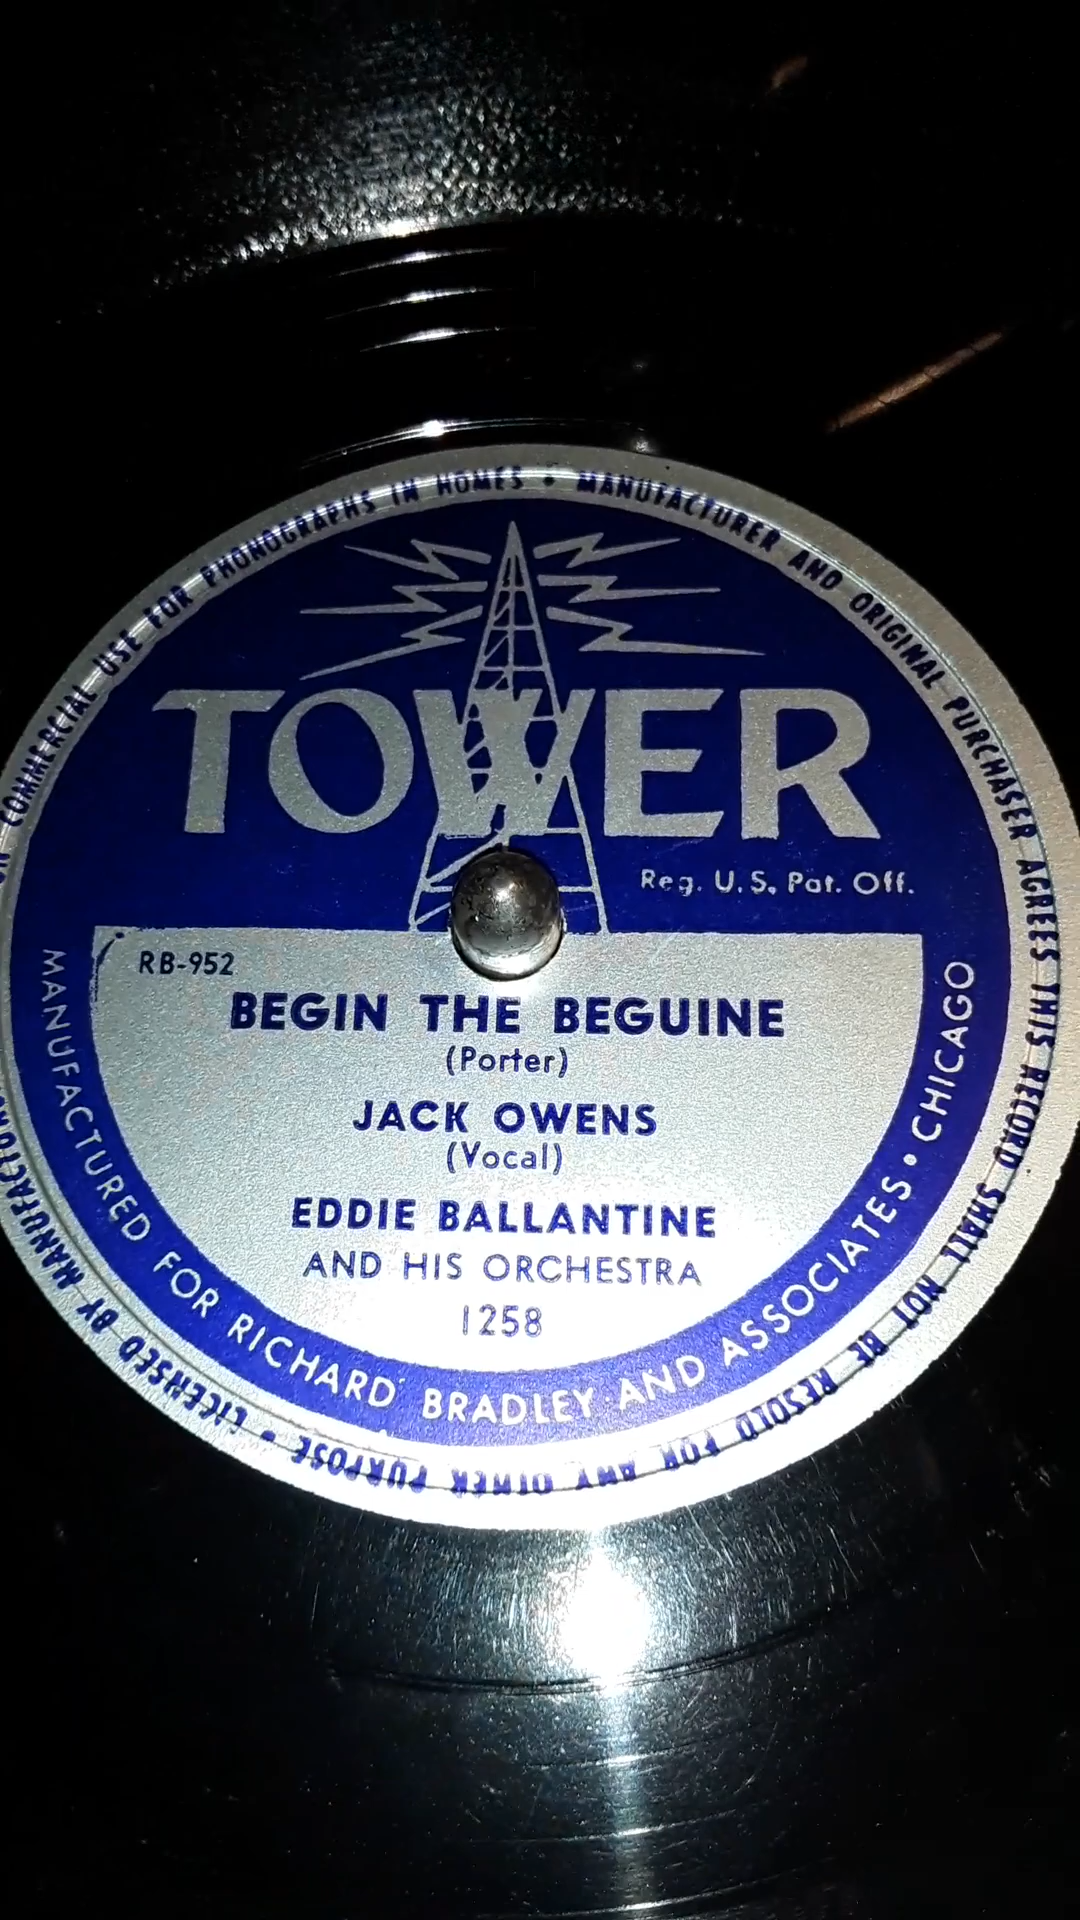 TOWER
Reg. U.S. Pat. Off.
RB-952
BEGIN THE BEGUINE
(Porter)
JACK OWENS
(Vocal)
EDDIE BALLANTINE
AND HIS ORCHESTRA
1258
MANUFACTURED FOR RICHARD BRADLEY AND ASSOCIATES • CHICAGO
MANUFACTURER AND ORIGINAL PURCHASER AGREES THIS RECORD SHALL NOT BE RESOLD FOR ANY OTHER PURPOSE • LICENSED BY MANUFACTURER
COMMERCIAL USE FOR PHONOGRAPHS IN HOMES •